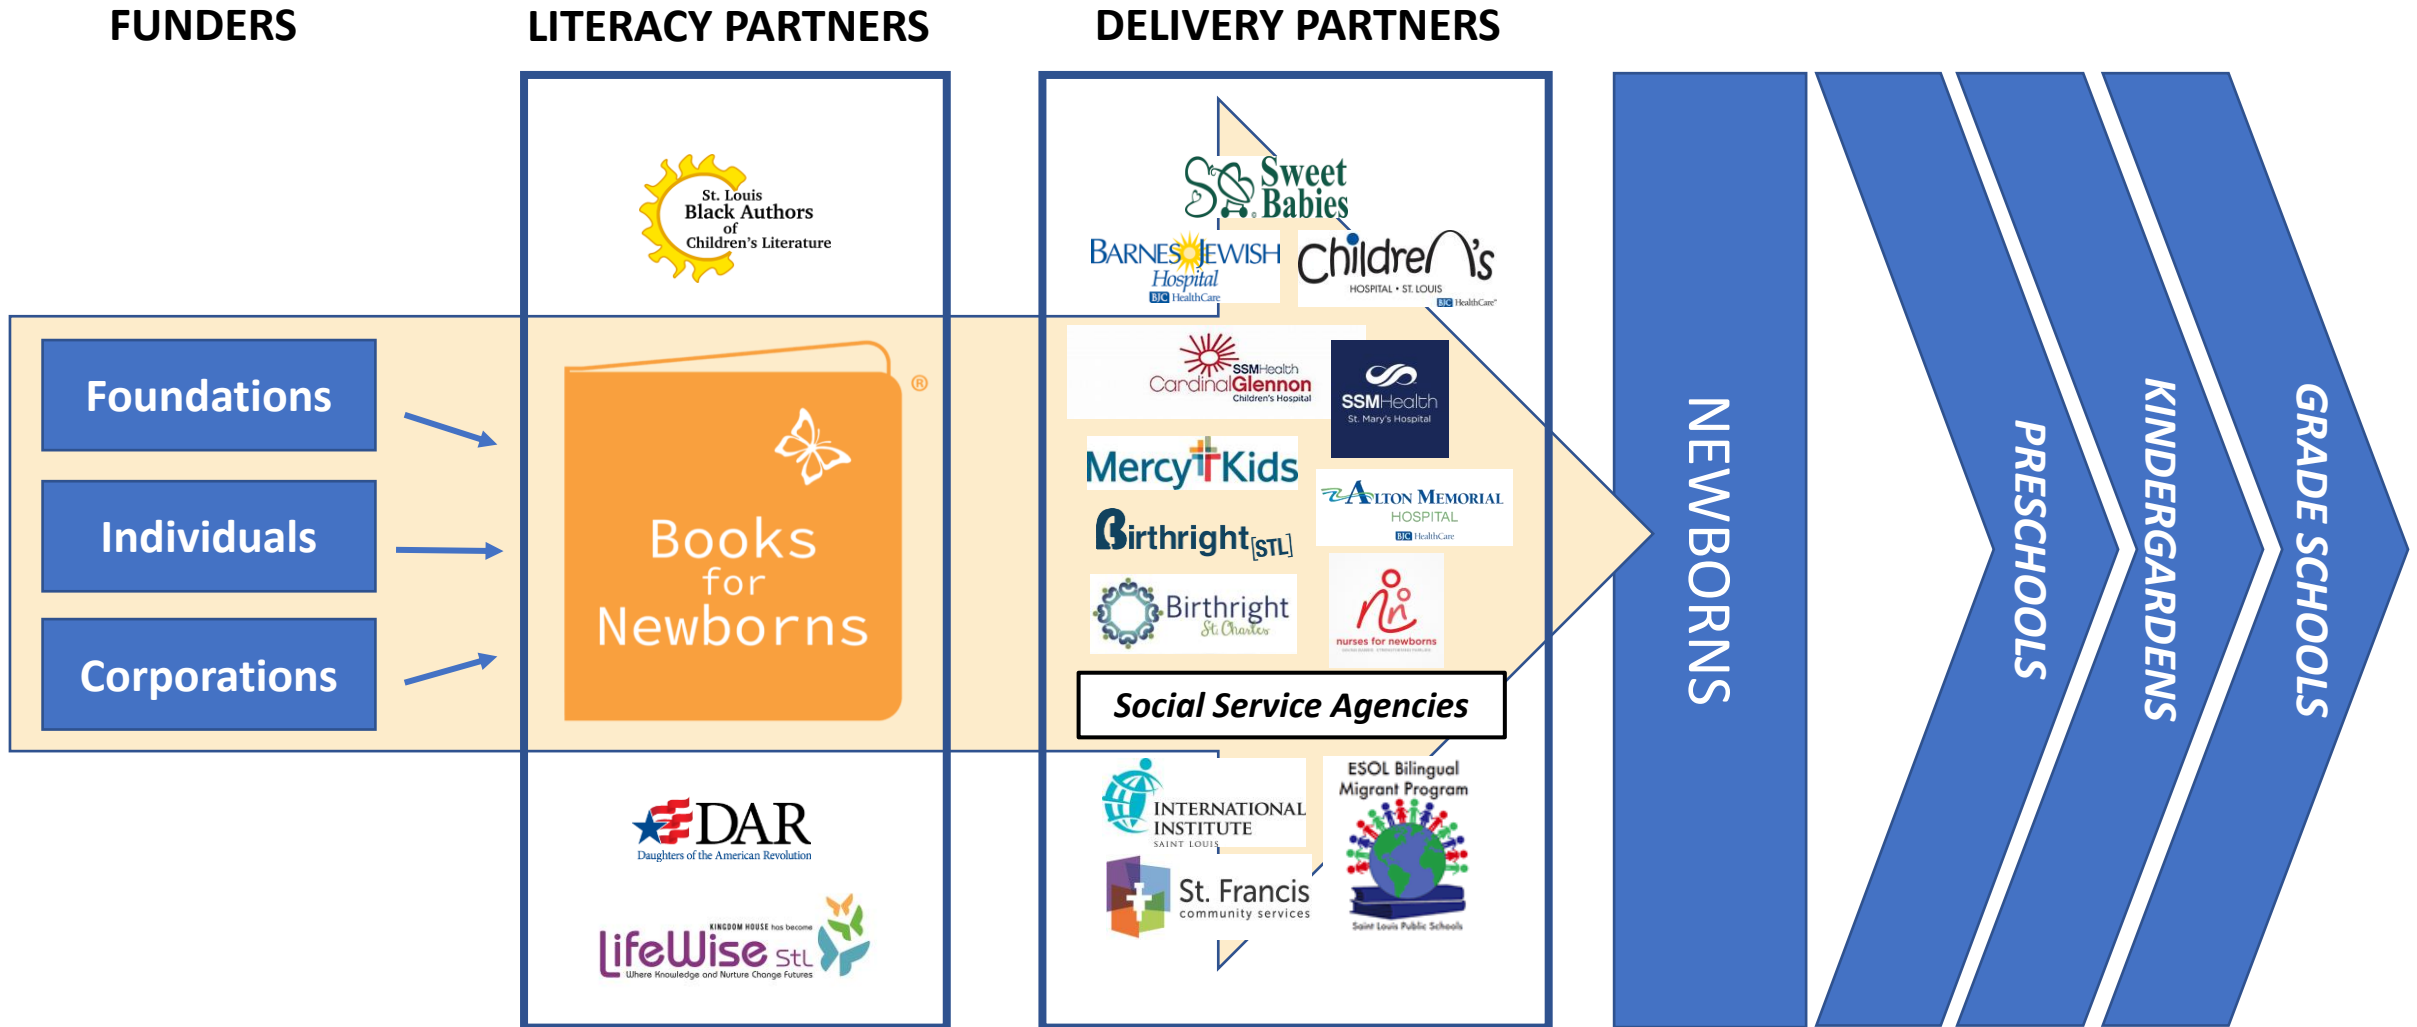 FUNDERS
LITERACY PARTNERS
DELIVERY PARTNERS
Foundations
Individuals
Corporations
St. Louis
Black Authors
of
Children's Literature
®
Books
for
Newborns
DAR
Daughters of the American Revolution
KINGDOM HOUSE has become
LifeWise STL
Where Knowledge and Nurture Change Futures
Sweet
Babies
BARNES JEWISH
Hospital
BJC HealthCare
Children's
HOSPITAL • ST. LOUIS
BJC HealthCare®
SSMHealth
CardinalGlennon
Children's Hospital
SSMHealth
St. Mary's Hospital
MercyKids
ALTON MEMORIAL
HOSPITAL
BJC HealthCare
Birthright [STL]
Birthright
St. Charles
nurses for newborns
Social Service Agencies
INTERNATIONAL
INSTITUTE
SAINT LOUIS
ESOL Bilingual
Migrant Program
Saint Louis Public Schools
St. Francis
community services
NEWBORNS
PRESCHOOLS
KINDERGARDENS
GRADE SCHOOLS